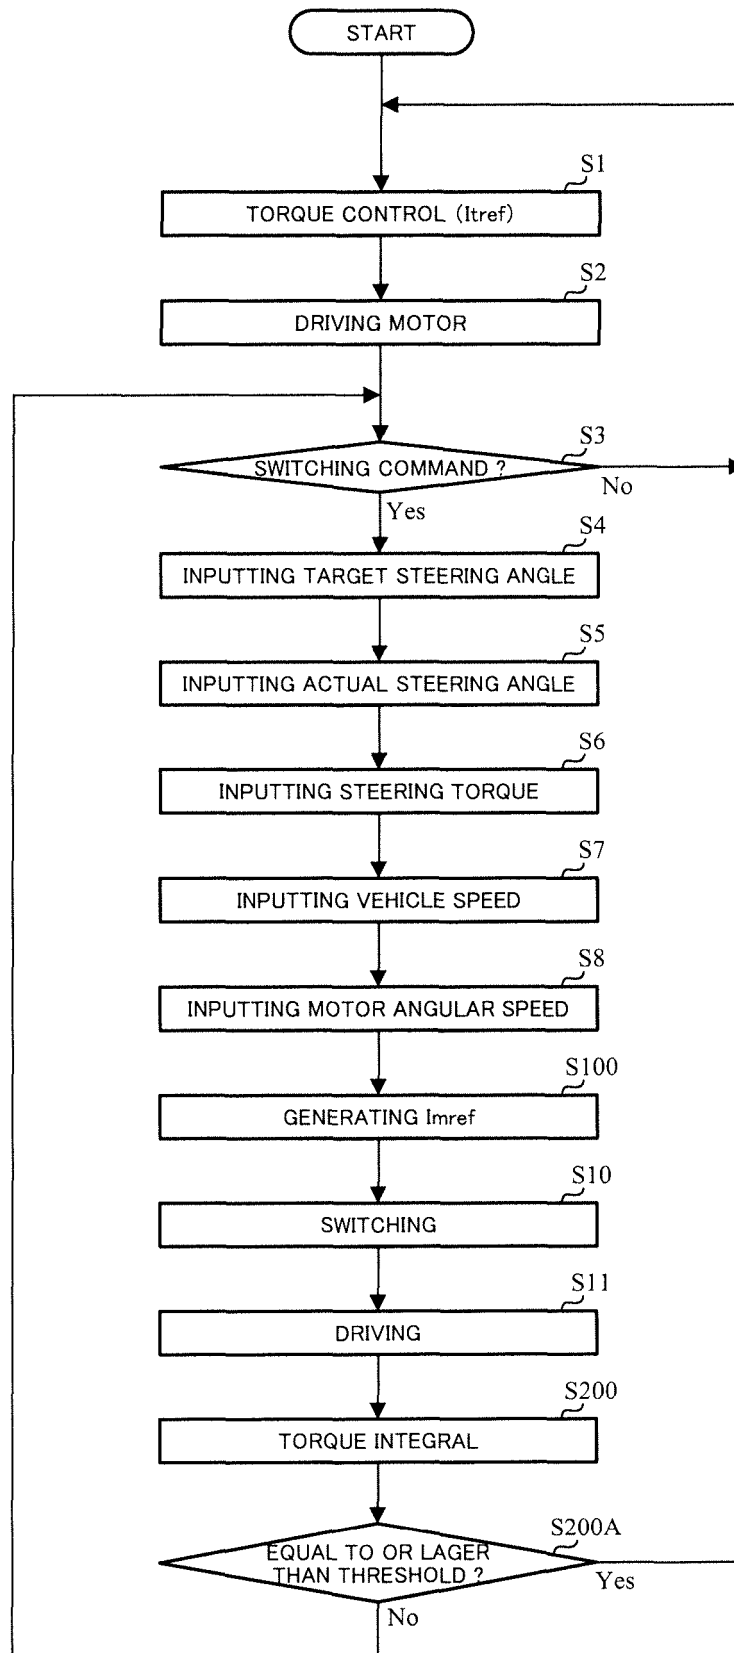 START
S1
TORQUE CONTROL (Itref)
S2
DRIVING MOTOR
S3
SWITCHING COMMAND ?
No
Yes
S4
INPUTTING TARGET STEERING ANGLE
S5
INPUTTING ACTUAL STEERING ANGLE
S6
INPUTTING STEERING TORQUE
S7
INPUTTING VEHICLE SPEED
S8
INPUTTING MOTOR ANGULAR SPEED
S100
GENERATING Imref
S10
SWITCHING
S11
DRIVING
S200
TORQUE INTEGRAL
S200A
EQUAL TO OR LAGER
THAN THRESHOLD ?
Yes
No